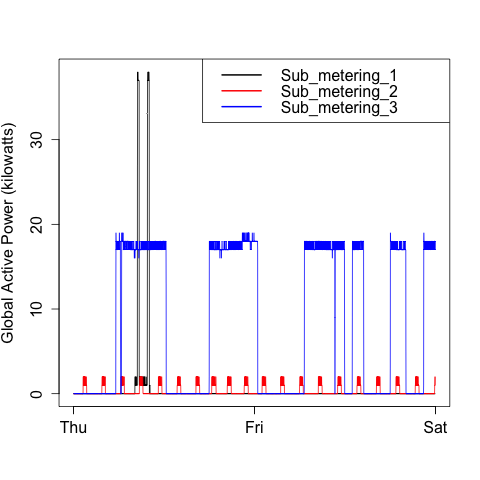 Sub_metering_1
Sub_metering_2
Sub_metering_3
Global Active Power (kilowatts)
30
20
10
0
Thu Fri Sat